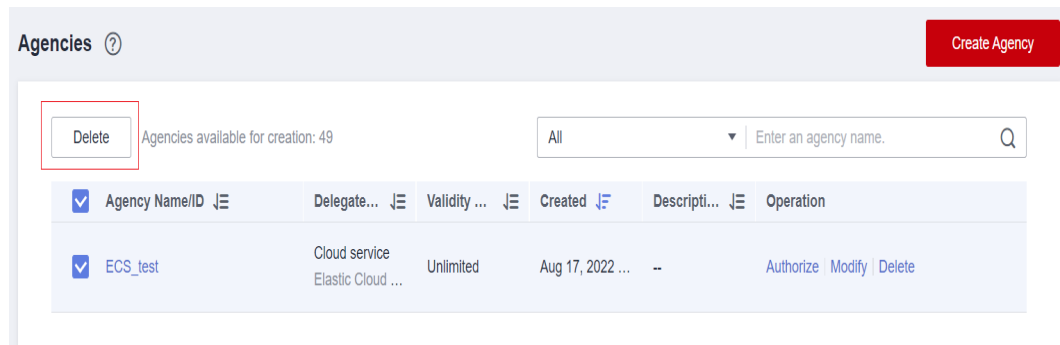 Agencies ?
Create Agency
Delete Agencies available for creation: 49 All Enter an agency name.
Agency Name/ID Delegate... Validity ... Created Descripti... Operation
ECS_test Cloud service Elastic Cloud ... Unlimited Aug 17, 2022 ... -- Authorize Modify Delete